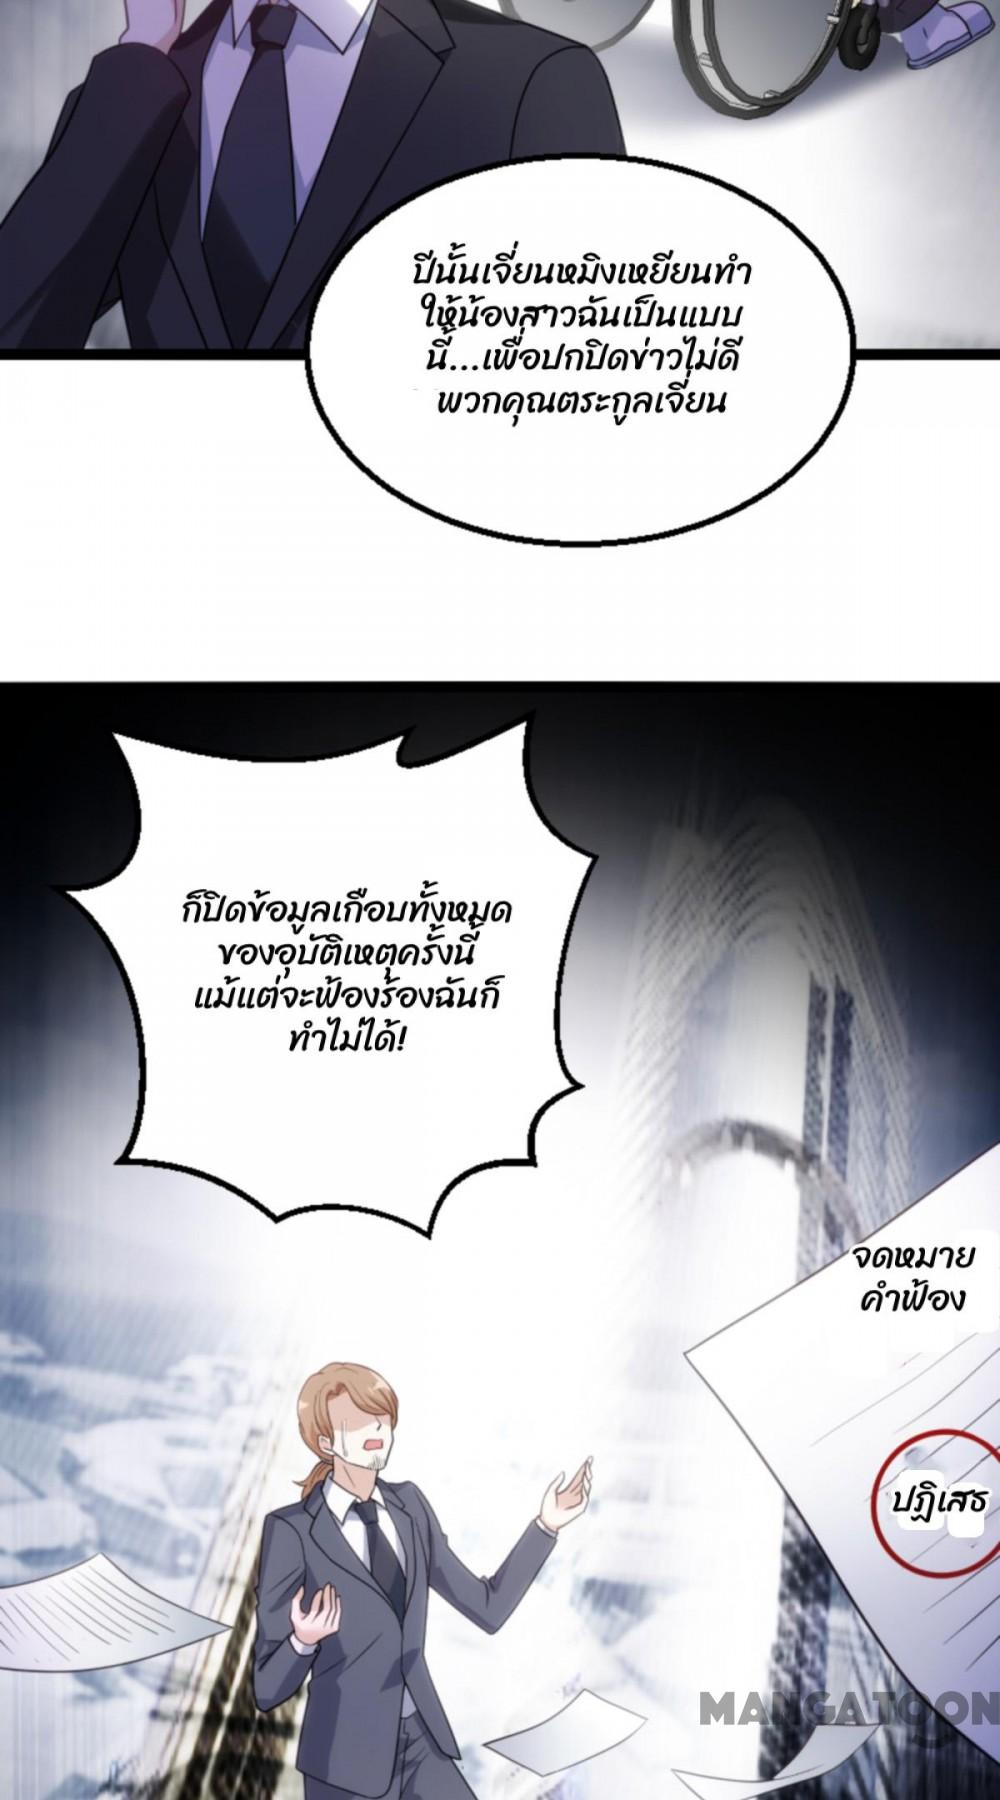 ปีนั้นเจี่ยนหมิงเหยียนทำ
ให้น้องสาวฉันเป็นแบบ
นี้...เพื่อปกปิดข่าวไม่ดี
พวกคุณตระกูลเจี่ยน
ก็ปิดข้อมูลเกือบทั้งหมด
ของอุบัติเหตุครั้งนี้
แม้แต่จะฟ้องร้องฉันก็
ทำไม่ได้!
จดหมาย
คำฟ้อง
ปฏิเสธ
MANGATOON